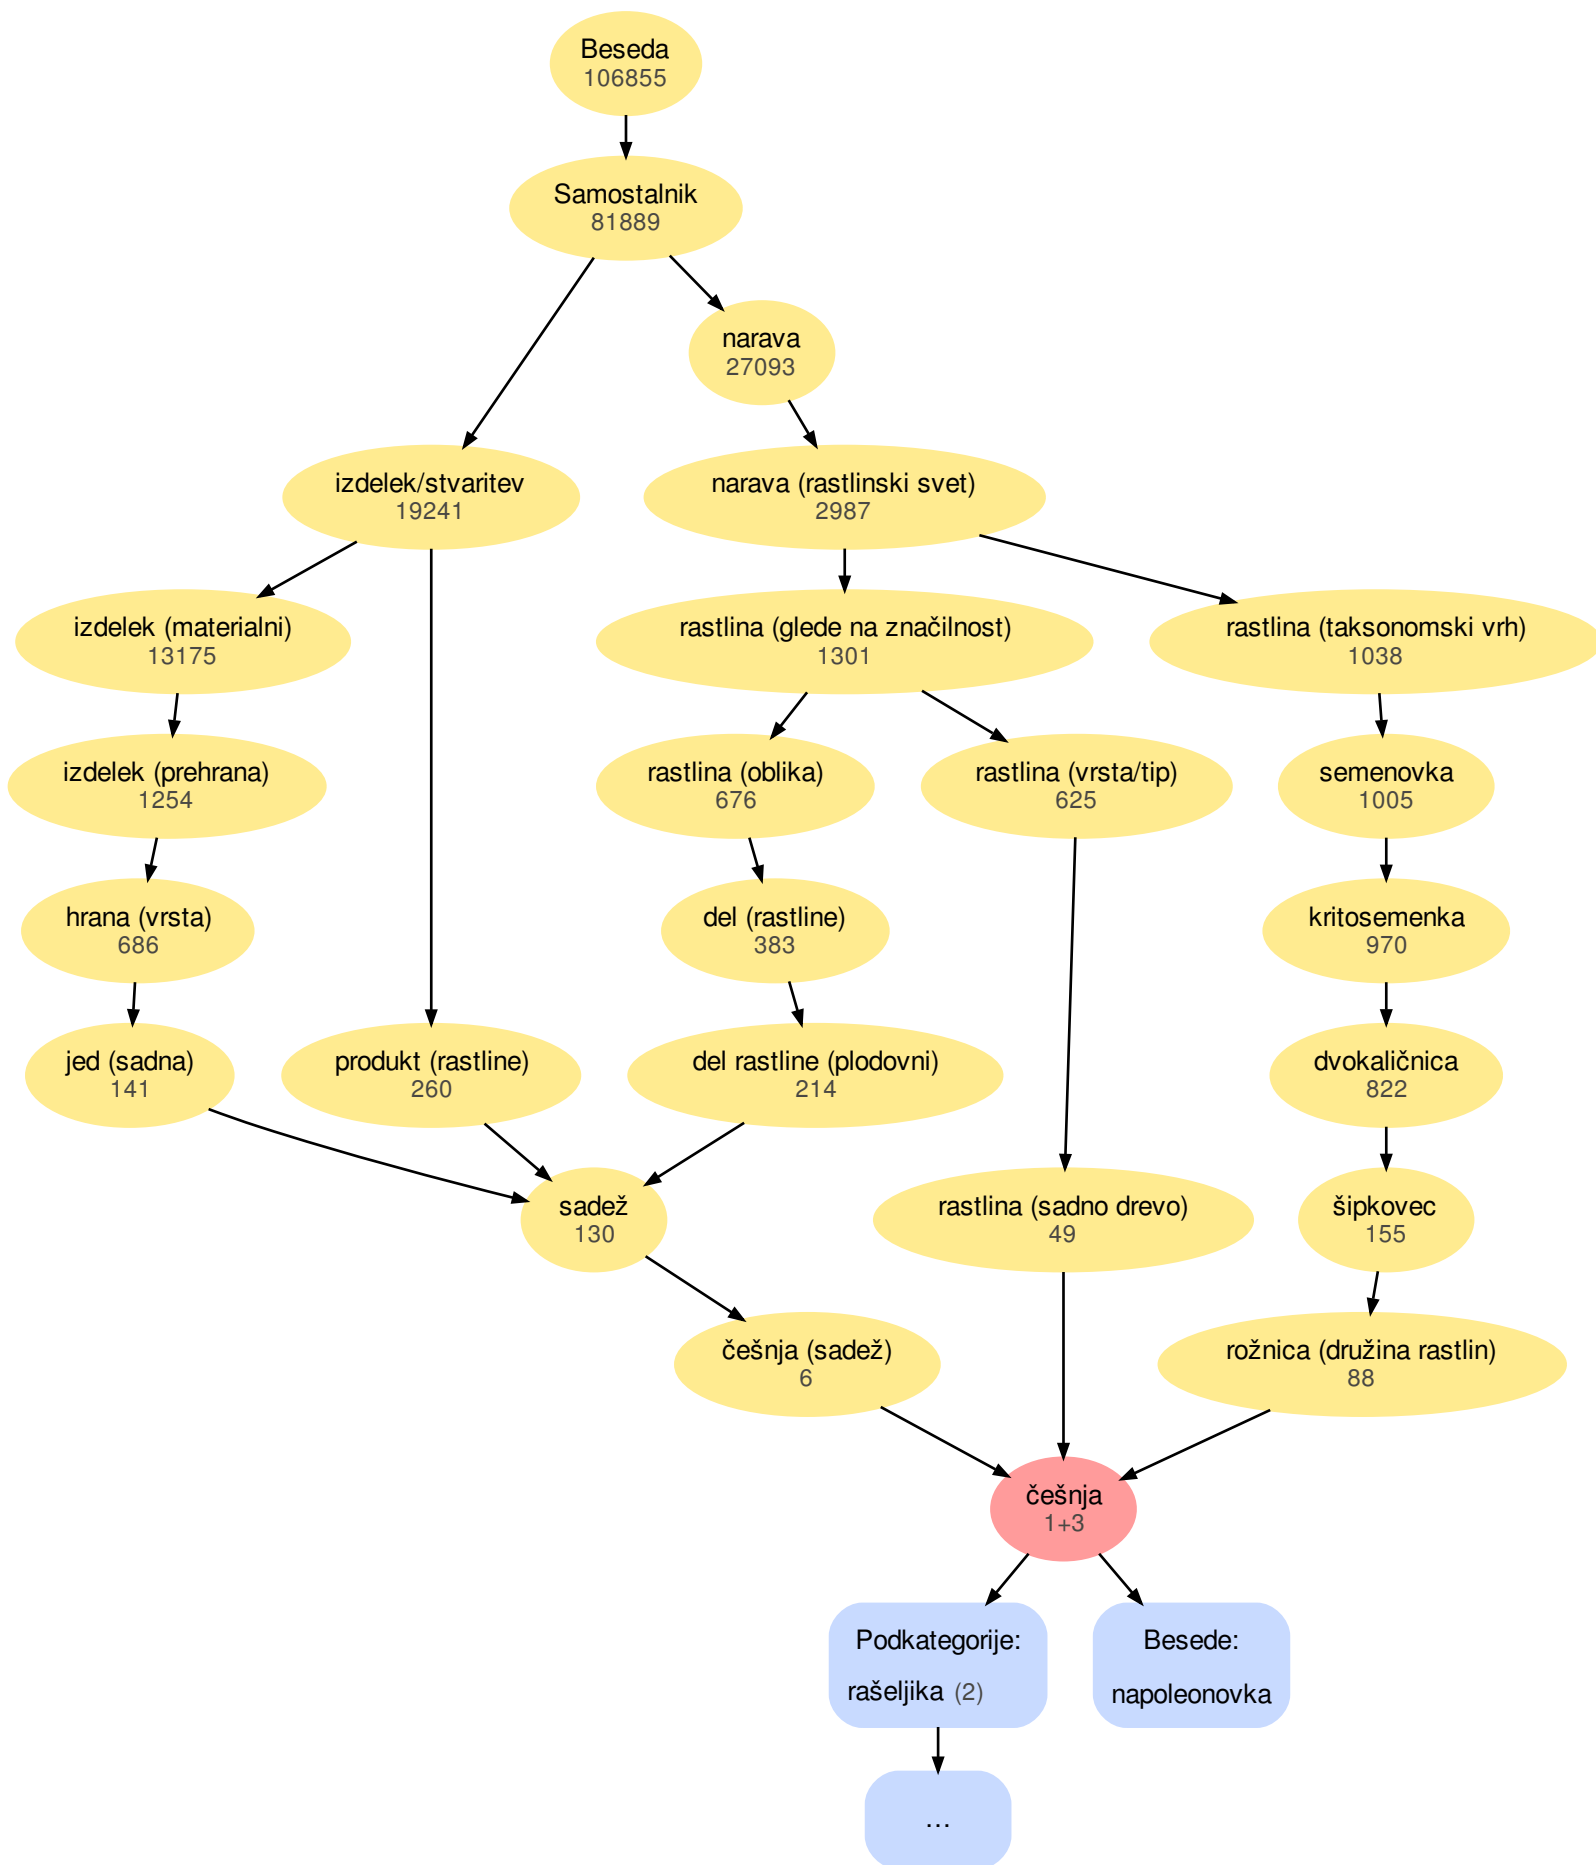 Beseda
106855
Samostalnik
81889
narava
27093
izdelek/stvaritev
19241
narava (rastlinski svet)
2987
izdelek (materialni)
13175
rastlina (glede na značilnost)
1301
rastlina (taksonomski vrh)
1038
izdelek (prehrana)
1254
rastlina (oblika)
676
rastlina (vrsta/tip)
625
semenovka
1005
hrana (vrsta)
686
del (rastline)
383
kritosemenka
970
jed (sadna)
141
produkt (rastline)
260
del rastline (plodovni)
214
dvokaličnica
822
sadež
130
rastlina (sadno drevo)
49
šipkovec
155
češnja (sadež)
6
rožnica (družina rastlin)
88
češnja
1+3
Podkategorije:
rašeljika (2)
Besede:
napoleonovka
...